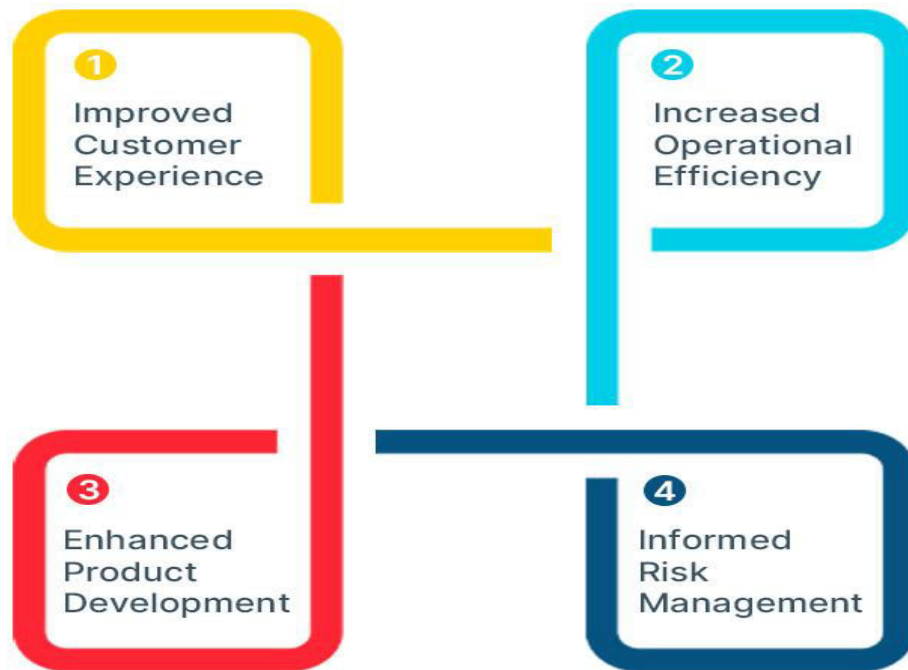 1
Improved
Customer
Experience
2
Increased
Operational
Efficiency
3
Enhanced
Product
Development
4
Informed
Risk
Management